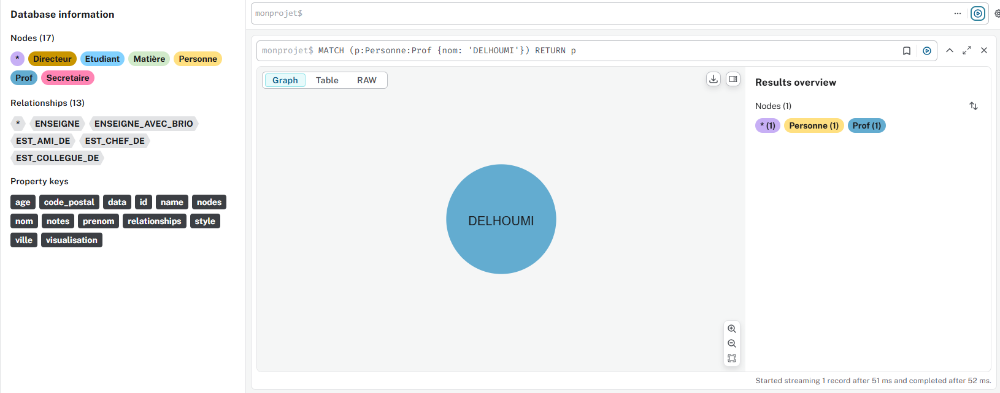 Database information
Nodes (17)
* Directeur Etudiant Matière Personne
Prof Secretaire
Relationships (13)
* ENSEIGNE ENSEIGNE_AVEC_BRIO
EST_AMI_DE EST_CHEF_DE
EST_COLLEGUE_DE
Property keys
age code_postal data id name nodes
nom notes prenom relationships style
ville visualisation
monprojet$
monprojet$ MATCH (p:Personne:Prof {nom: 'DELHOUMI'}) RETURN p
Graph Table RAW
DELHOUMI
Results overview
Nodes (1)
* (1) Personne (1) Prof (1)
Started streaming 1 record after 51 ms and completed after 52 ms.